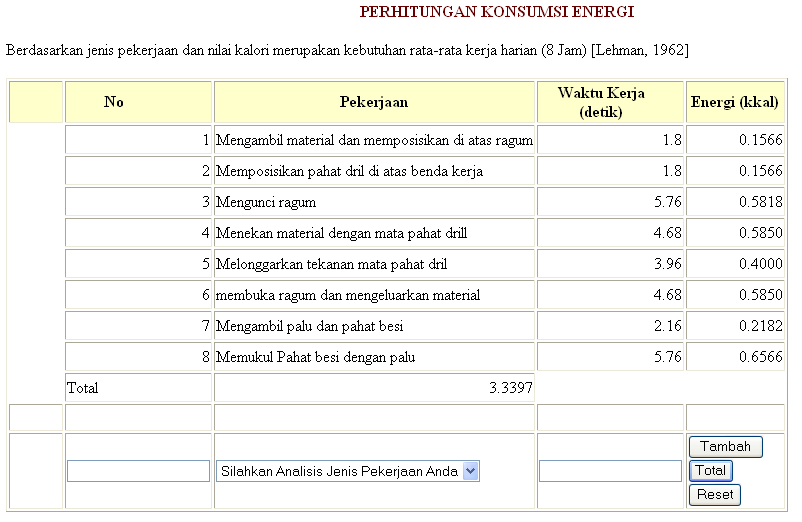 PERHITUNGAN KONSUMSI ENERGI
Berdasarkan jenis pekerjaan dan nilai kalori merupakan kebutuhan rata-rata kerja harian (8 Jam) [Lehman, 1962]
No Pekerjaan Waktu Kerja (detik) Energi (kkal)
1 Mengambil material dan memposisikan di atas ragum 1.8 0.1566
2 Memposisikan pahat dril di atas benda kerja 1.8 0.1566
3 Mengunci ragum 5.76 0.5818
4 Menekan material dengan mata pahat drill 4.68 0.5850
5 Melonggarkan tekanan mata pahat dril 3.96 0.4000
6 membuka ragum dan mengeluarkan material 4.68 0.5850
7 Mengambil palu dan pahat besi 2.16 0.2182
8 Memukul Pahat besi dengan palu 5.76 0.6566
Total 3.3397
Silahkan Analisis Jenis Pekerjaan Anda
Tambah
Total
Reset